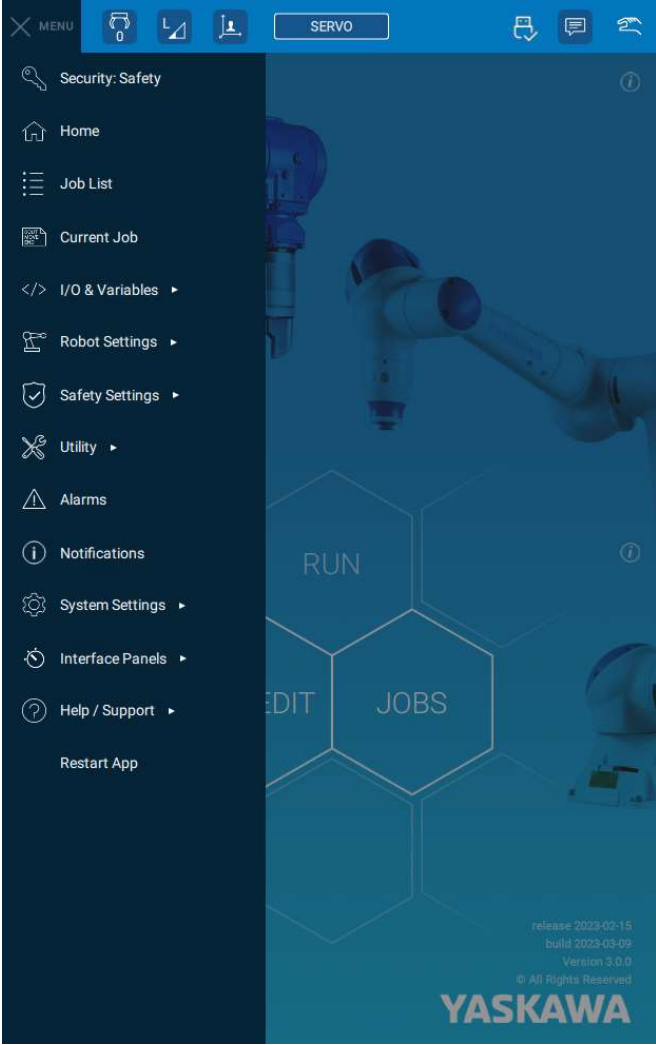 MENU
0
L
SERVO
Security: Safety
Home
Job List
Current Job
I/O & Variables
Robot Settings
Safety Settings
Utility
Alarms
Notifications
System Settings
Interface Panels
Help / Support
Restart App
RUN
EDIT
JOBS
release 2023-02-15
build 2023-03-09
Version 3.0.0
© All Rights Reserved
YASKAWA